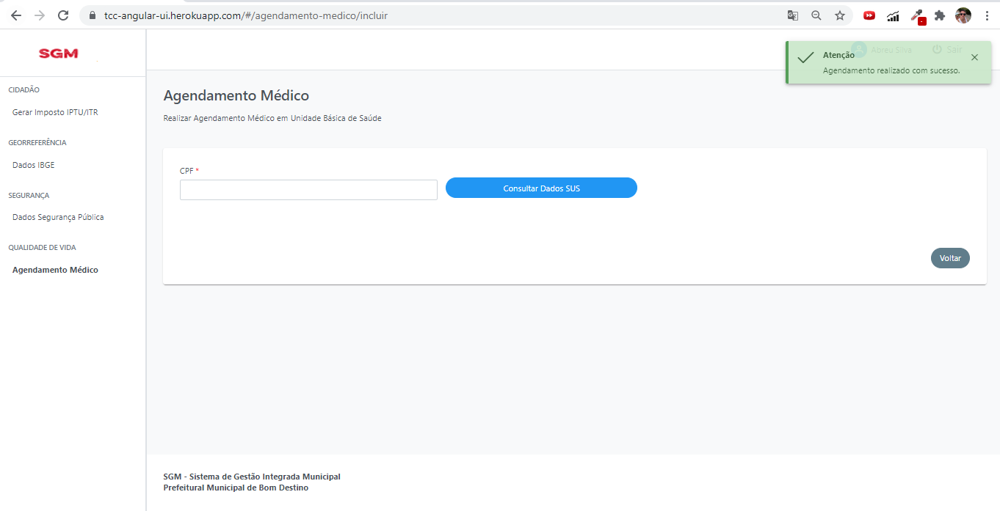 tcc-angular-ui.herokuapp.com/#/agendamento-medico/incluir
SGM
Abreu Silva
Sair
Atenção
Agendamento realizado com sucesso.
CIDADÃO
Gerar Imposto IPTU/ITR
GEORREFERÊNCIA
Dados IBGE
SEGURANÇA
Dados Segurança Pública
QUALIDADE DE VIDA
Agendamento Médico
Agendamento Médico
Realizar Agendamento Médico em Unidade Básica de Saúde
CPF *
Consultar Dados SUS
Voltar
SGM - Sistema de Gestão Integrada Municipal
Prefeitural Municipal de Bom Destino